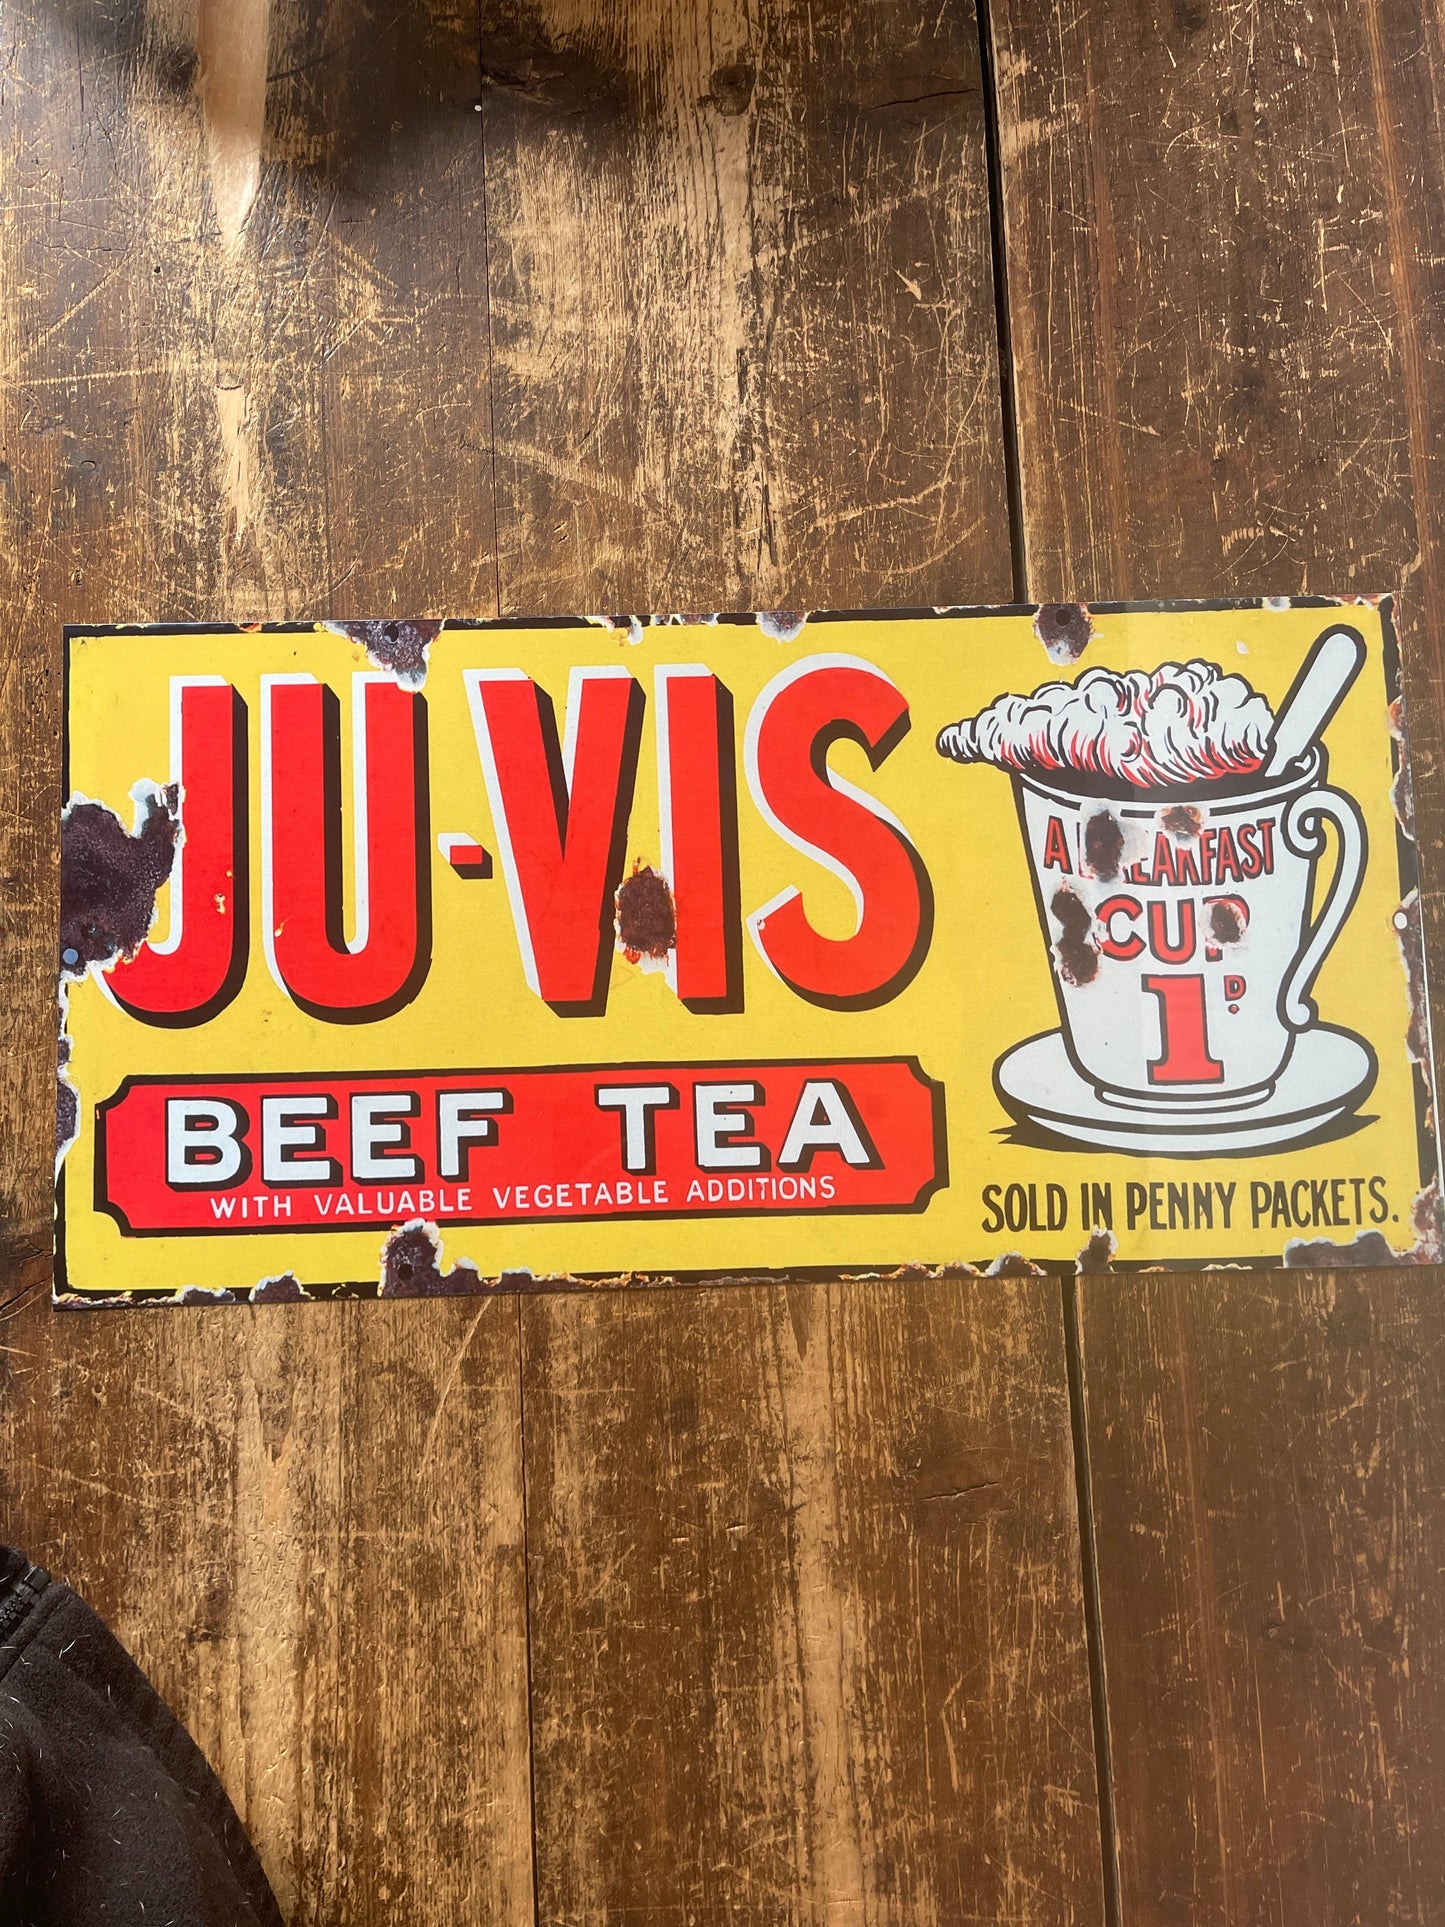 JU-VIS
BEEF TEA
WITH VALUABLE VEGETABLE ADDITIONS
A BREAKFAST
CUP
1D.
SOLD IN PENNY PACKETS.